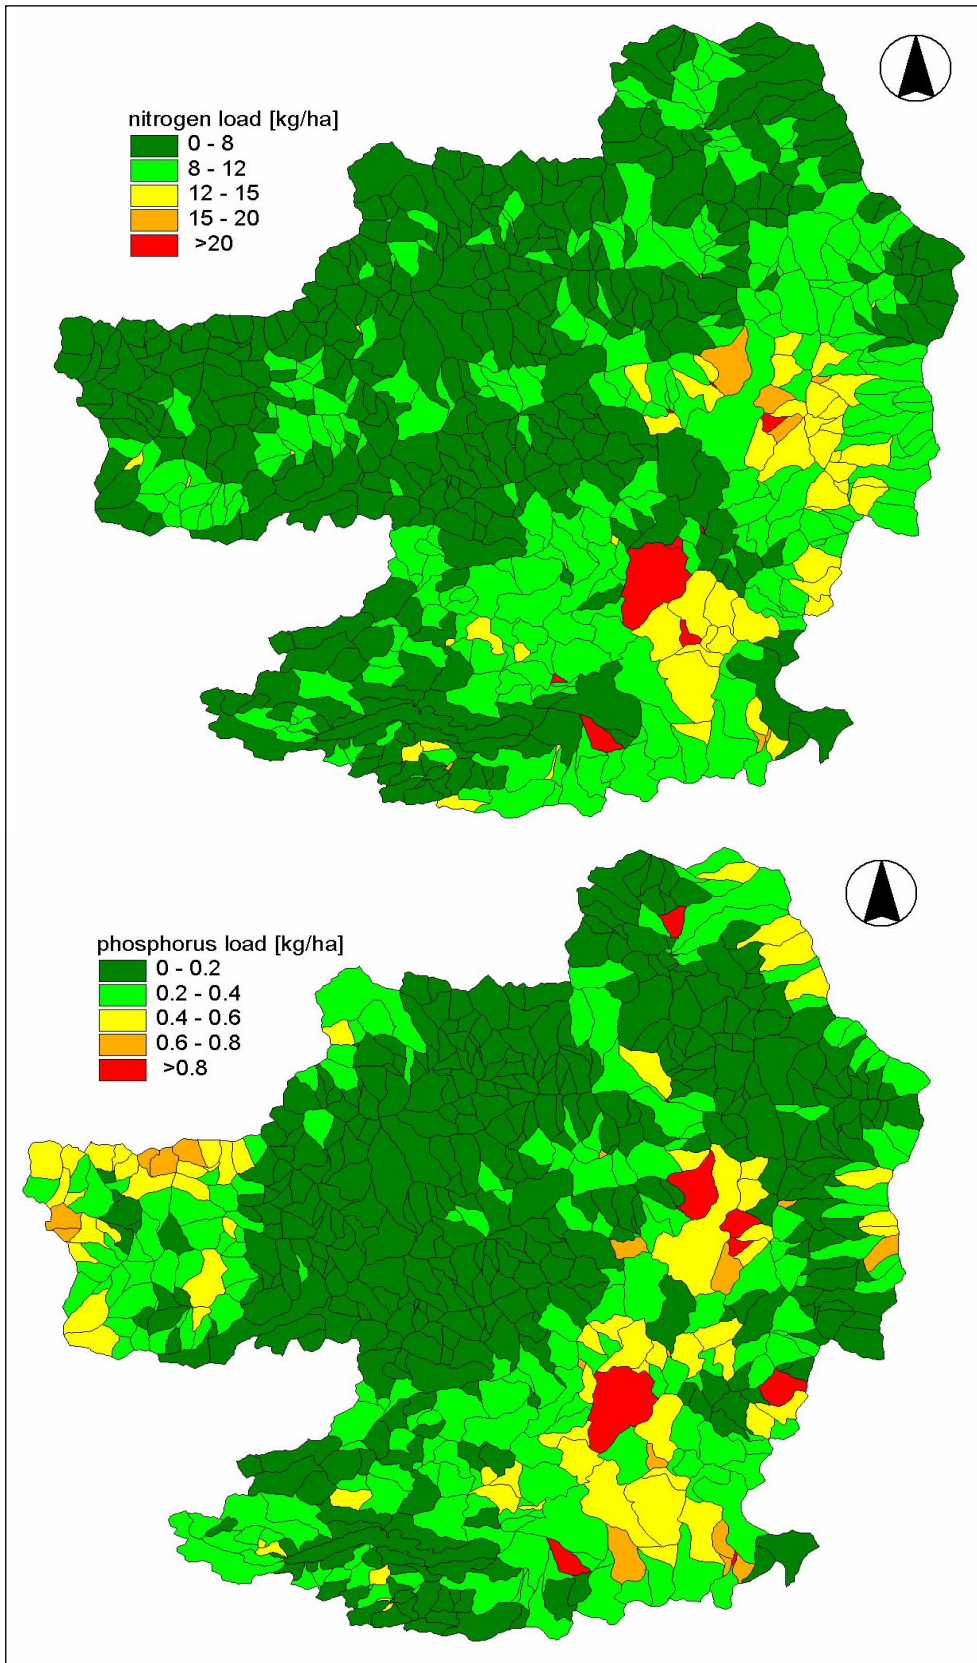 nitrogen load [kg/ha]
0 - 8
8 - 12
12 - 15
15 - 20
>20
phosphorus load [kg/ha]
0 - 0.2
0.2 - 0.4
0.4 - 0.6
0.6 - 0.8
>0.8